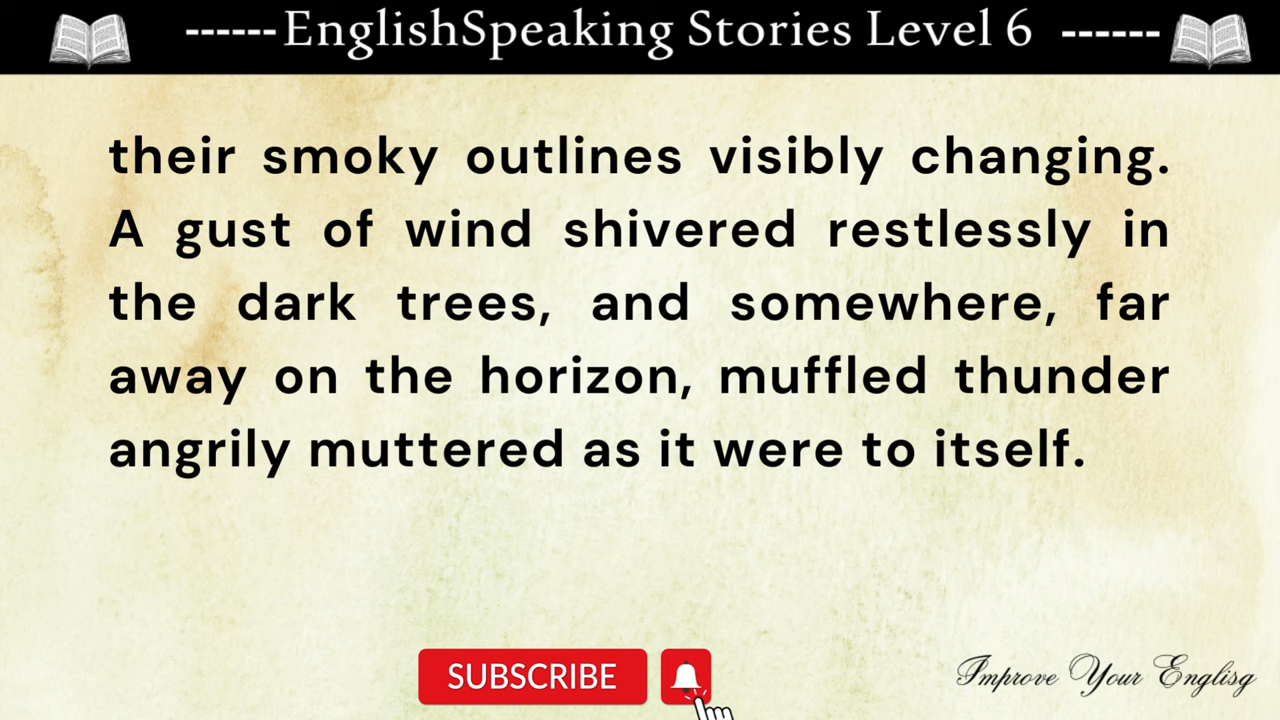 ------EnglishSpeaking Stories Level 6 ------
their smoky outlines visibly changing.
A gust of wind shivered restlessly in
the dark trees, and somewhere, far
away on the horizon, muffled thunder
angrily muttered as it were to itself.
SUBSCRIBE
Improve Your Englisg